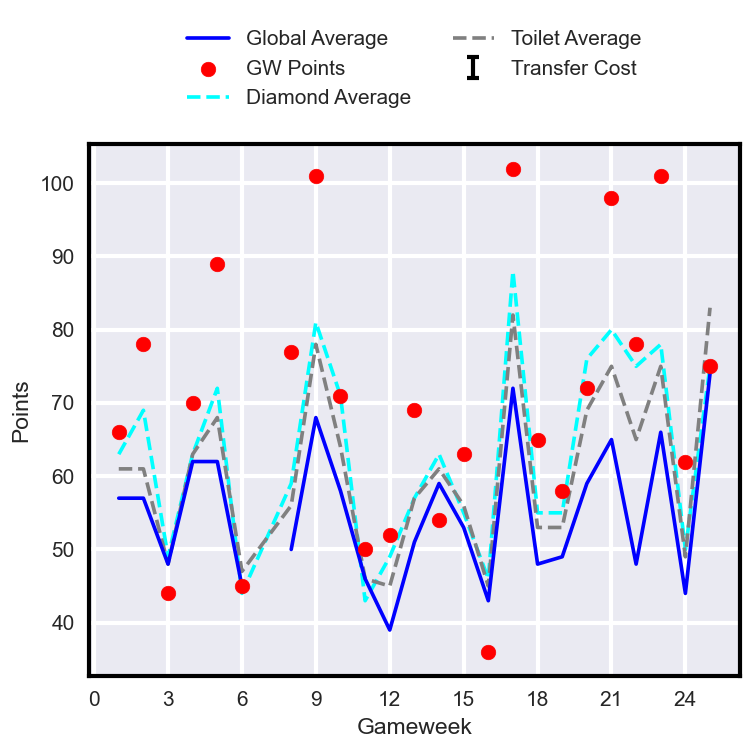 Global Average
GW Points
Diamond Average
Toilet Average
Transfer Cost
Points
100
90
80
70
60
50
40
0 3 6 9 12 15 18 21 24
Gameweek